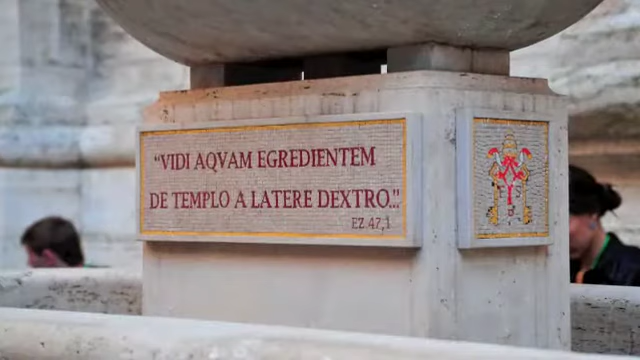 "VIDI AQVAM EGREDIENTEM
DE TEMPLO A LATERE DEXTRO."
EZ 47,1